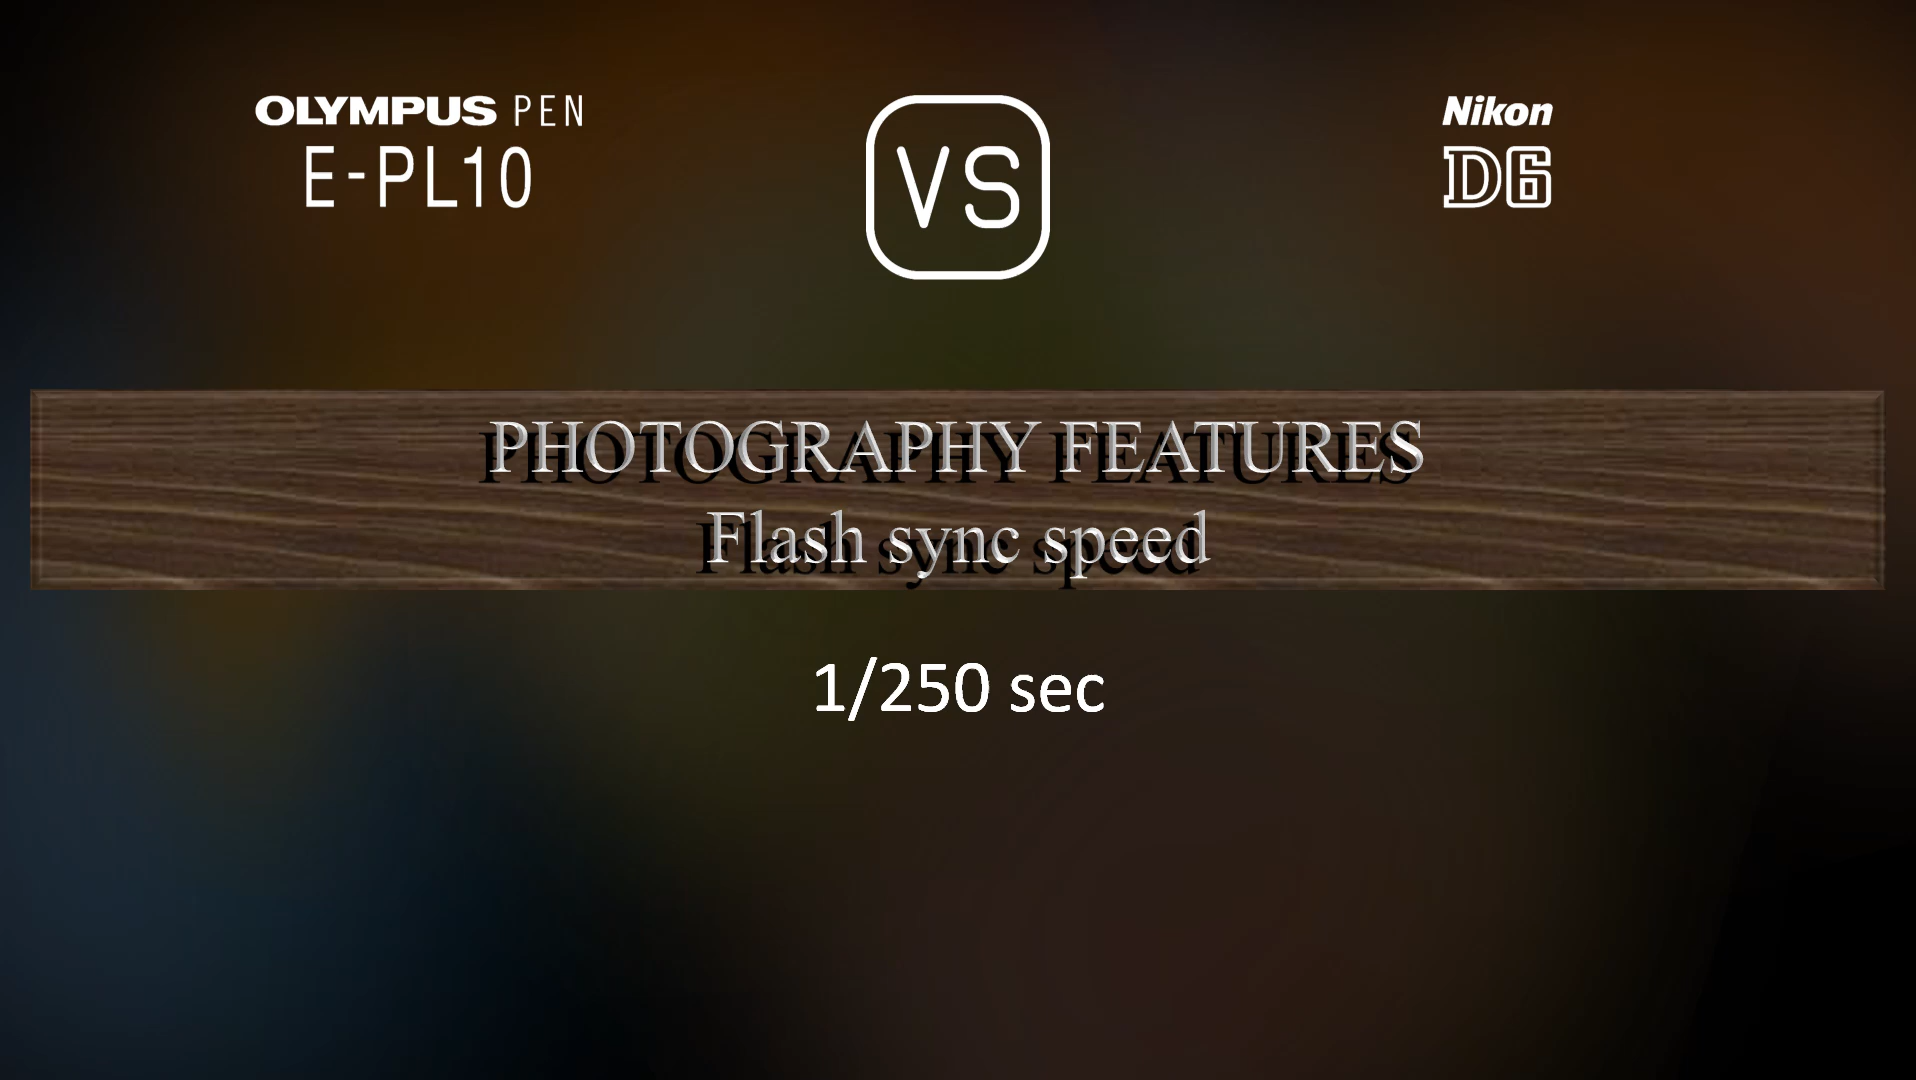 OLYMPUS PEN
E-PL10
VS
Nikon
D6
PHOTOGRAPHY FEATURES
Flash sync speed
1/250 sec